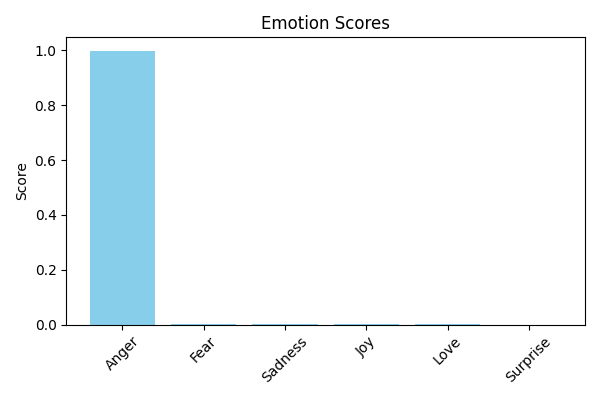 Emotion Scores
Score
1.0
0.8
0.6
0.4
0.2
0.0
Anger
Fear
Sadness
Joy
Love
Surprise